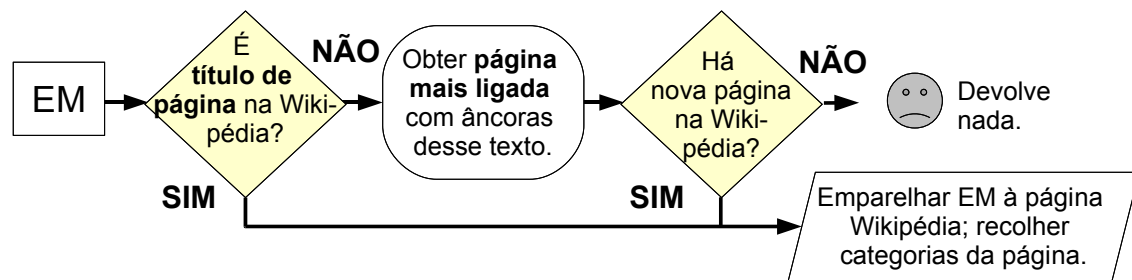 EM
É
título de
página na Wiki-
pédia?
NÃO
Obter página
mais ligada
com âncoras
desse texto.
Há
nova página
na Wiki-
pédia?
NÃO
Devolve
nada.
SIM
SIM
Emparelhar EM à página
Wikipédia; recolher
categorias da página.